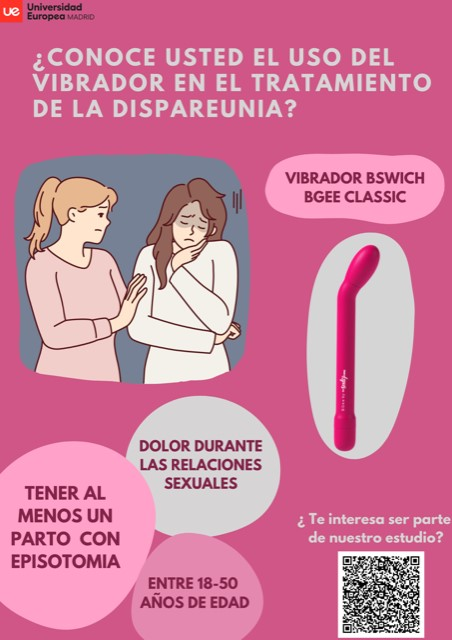 ue Universidad
Europea MADRID
¿CONOCE USTED EL USO DEL
VIBRADOR EN EL TRATAMIENTO
DE LA DISPAREUNIA?
VIBRADOR BSWICH
BGEE CLASSIC
DOLOR DURANTE
LAS RELACIONES
SEXUALES
TENER AL
MENOS UN
PARTO CON
EPISOTOMIA
ENTRE 18-50
AÑOS DE EDAD
¿ Te interesa ser parte
de nuestro estudio?